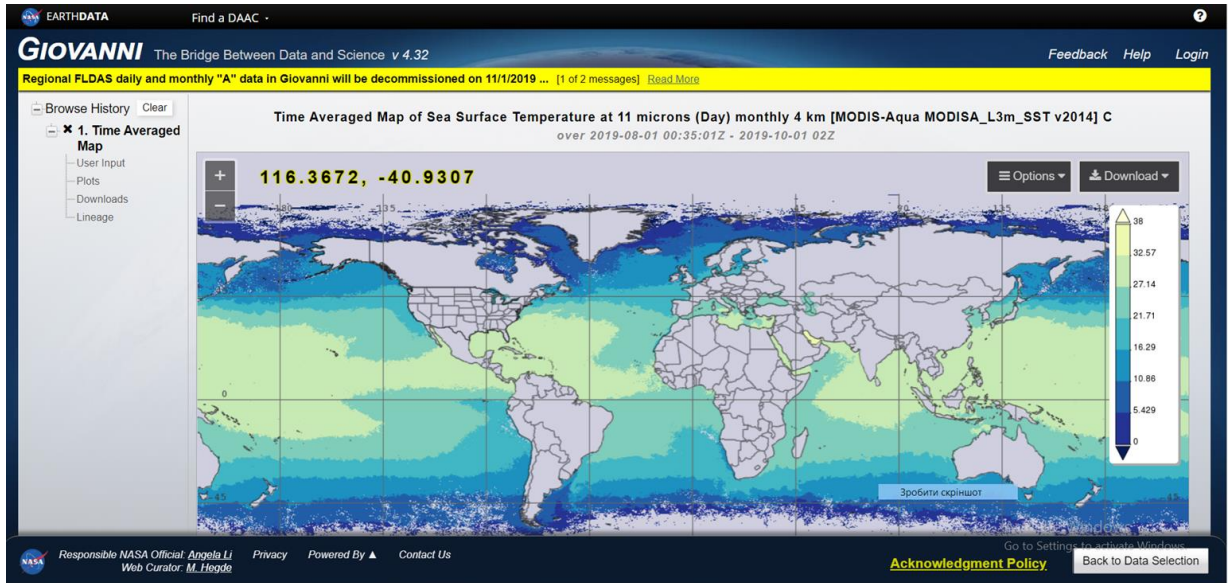 EARTHDATA
Find a DAAC
GIOVANNI The Bridge Between Data and Science v 4.32
Feedback Help Login
Regional FLDAS daily and monthly "A" data in Giovanni will be decommissioned on 11/1/2019 ... [1 of 2 messages] Read More
Browse History Clear
1. Time Averaged
Map
User Input
Plots
Downloads
Lineage
Time Averaged Map of Sea Surface Temperature at 11 microns (Day) monthly 4 km [MODIS-Aqua MODISA_L3m_SST v2014] C
over 2019-08-01 00:35:01Z - 2019-10-01 02Z
+
−
116.3672, -40.9307
Options
Download
38
32.57
27.14
21.71
16.29
10.86
5.429
0
0
-45
Зробити скріншот
NASA
Responsible NASA Official: Angela Li
Web Curator: M. Hegde
Privacy Powered By ▲ Contact Us
Go to Settings to activate Windows.
Acknowledgment Policy
Back to Data Selection